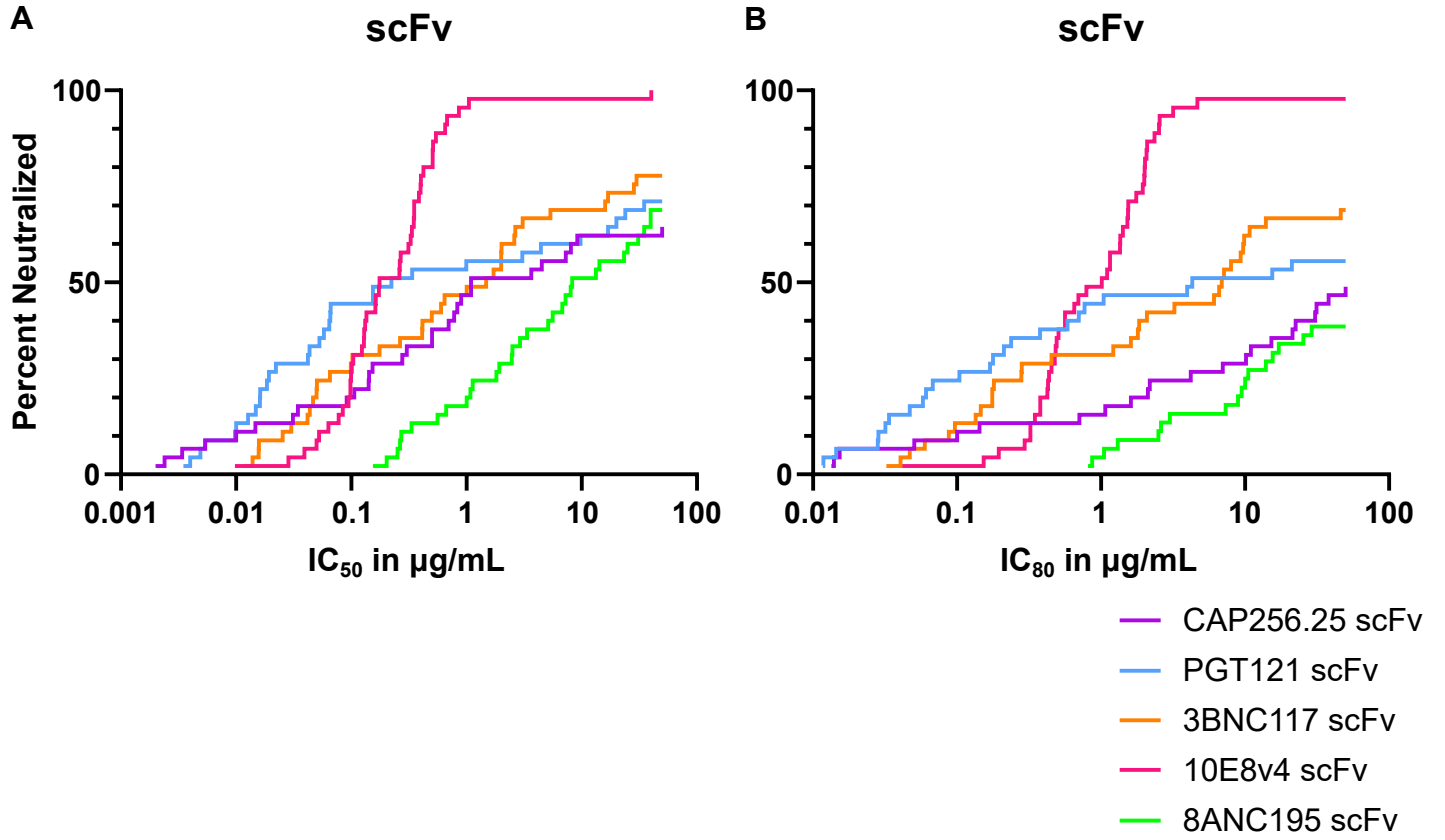 A
scFv
B
scFv
100
50
0
Percent Neutralized
0.001 0.01 0.1 1 10 100
IC50 in µg/mL
100
50
0
0.01 0.1 1 10 100
IC80 in µg/mL
CAP256.25 scFv
PGT121 scFv
3BNC117 scFv
10E8v4 scFv
8ANC195 scFv